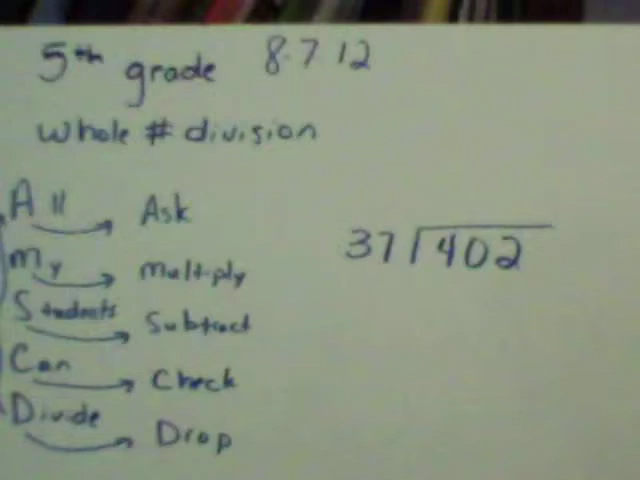 5th grade 8.7 12
Whole # division
All → Ask
My → Multiply
Students → Subtract
Can → Check
Divide → Drop
37 402